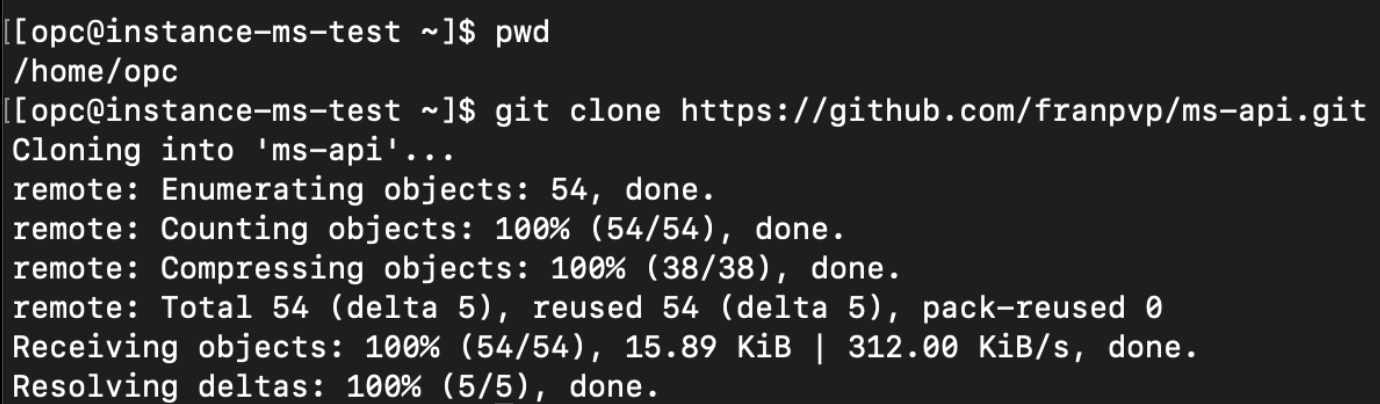 [[opc@instance-ms-test ~]$ pwd
/home/opc
[[opc@instance-ms-test ~]$ git clone https://github.com/franpvp/ms-api.git
Cloning into 'ms-api'...
remote: Enumerating objects: 54, done.
remote: Counting objects: 100% (54/54), done.
remote: Compressing objects: 100% (38/38), done.
remote: Total 54 (delta 5), reused 54 (delta 5), pack-reused 0
Receiving objects: 100% (54/54), 15.89 KiB | 312.00 KiB/s, done.
Resolving deltas: 100% (5/5), done.